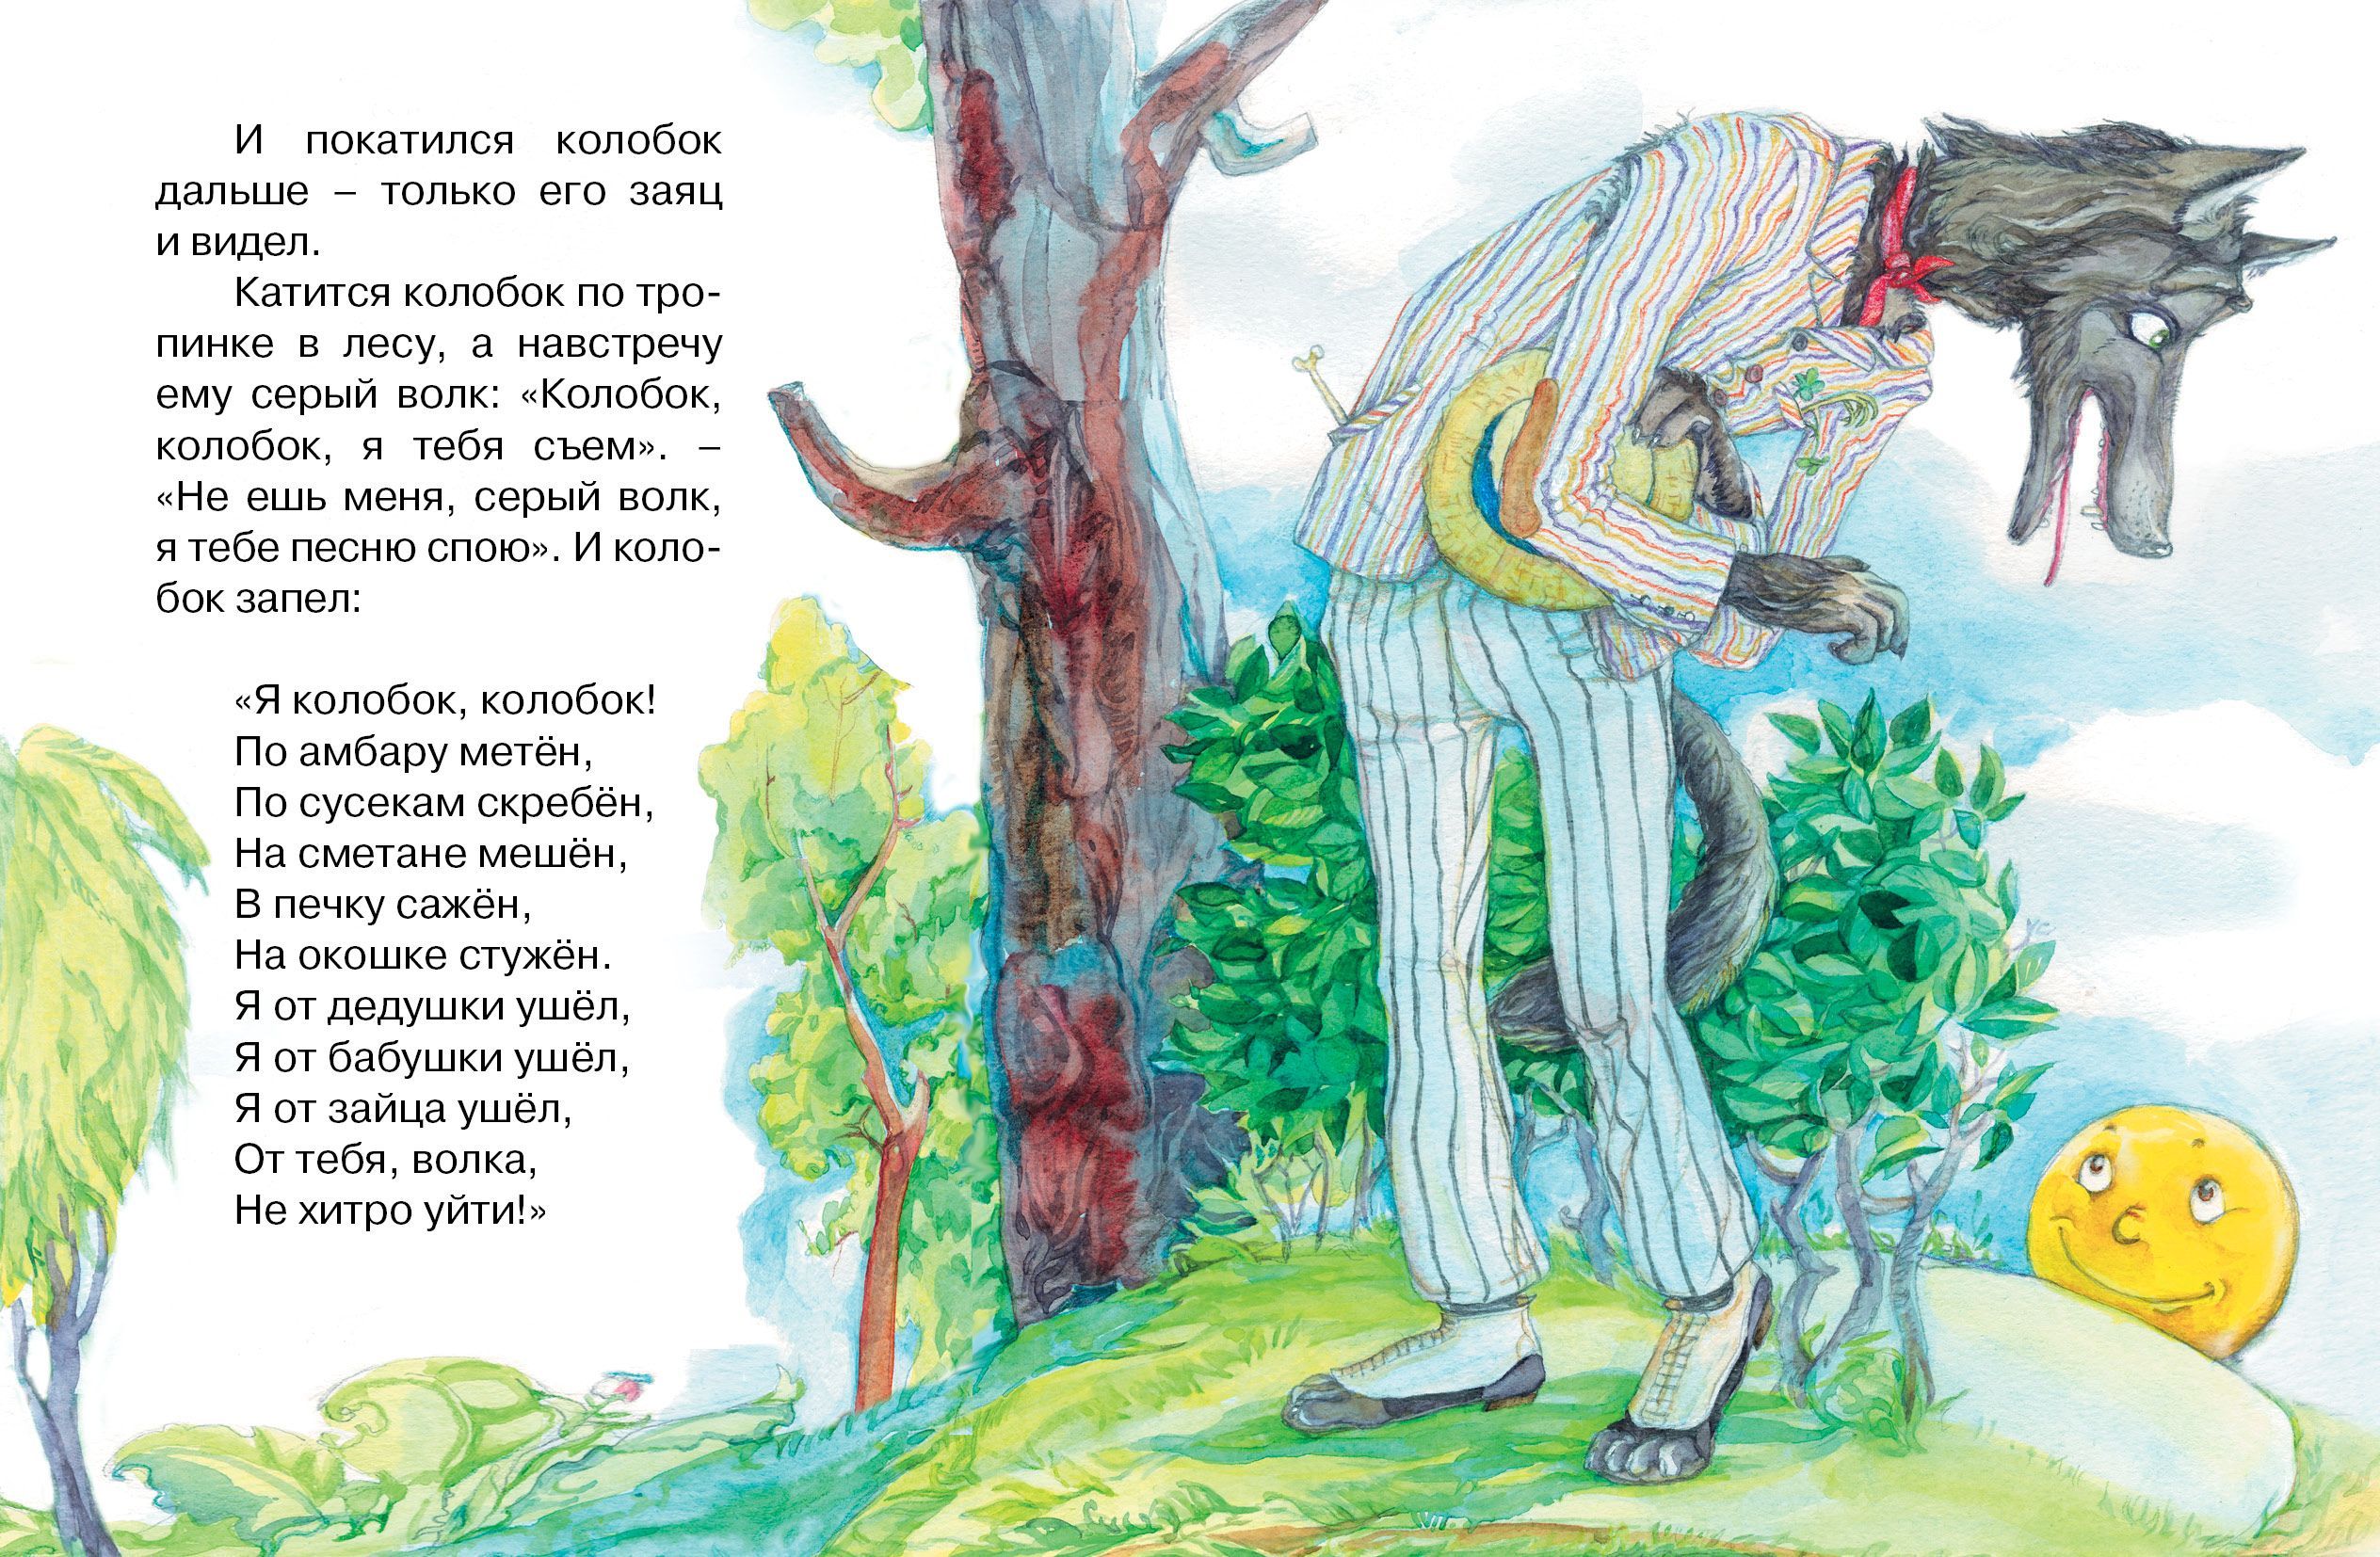 И покатился колобок
дальше – только его заяц
и видел.
Катится колобок по тро-
пинке в лесу, а навстречу
ему серый волк: «Колобок,
колобок, я тебя съем». –
«Не ешь меня, серый волк,
я тебе песню спою». И коло-
бок запел:
«Я колобок, колобок!
По амбару метён,
По сусекам скребён,
На сметане мешён,
В печку сажён,
На окошке стужён.
Я от дедушки ушёл,
Я от бабушки ушёл,
Я от зайца ушёл,
От тебя, волка,
Не хитро уйти!»